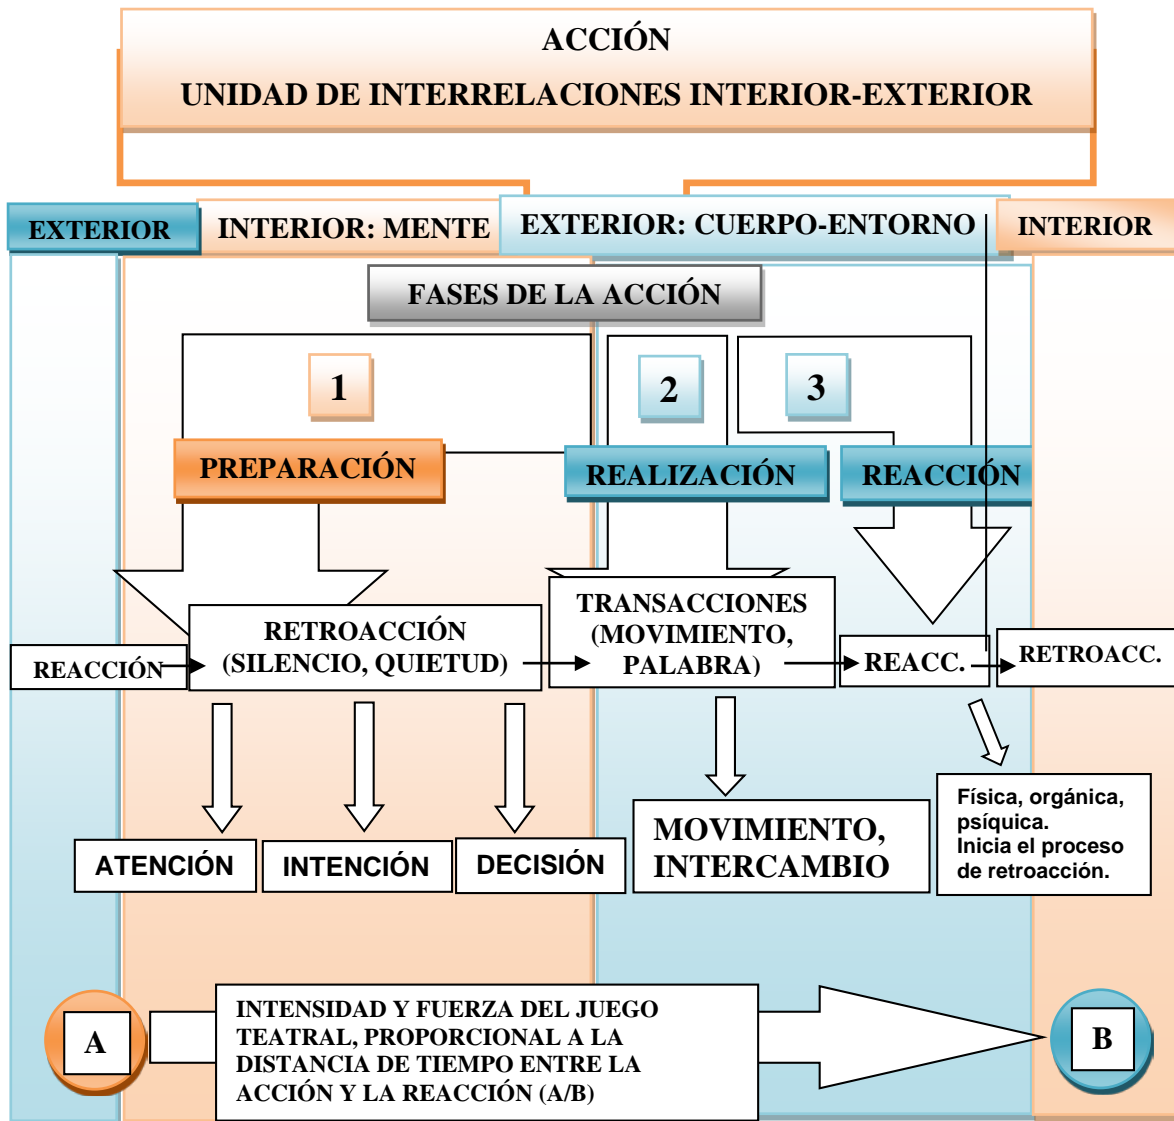 ACCIÓN
UNIDAD DE INTERRELACIONES INTERIOR-EXTERIOR
EXTERIOR
INTERIOR: MENTE
EXTERIOR: CUERPO-ENTORNO
INTERIOR
FASES DE LA ACCIÓN
1
2
3
PREPARACIÓN
REALIZACIÓN
REACCIÓN
REACCIÓN
RETROACCIÓN
(SILENCIO, QUIETUD)
TRANSACCIONES
(MOVIMIENTO,
PALABRA)
REACC.
RETROACC.
ATENCIÓN
INTENCIÓN
DECISIÓN
MOVIMIENTO,
INTERCAMBIO
Física, orgánica,
psíquica.
Inicia el proceso
de retroacción.
A
INTENSIDAD Y FUERZA DEL JUEGO
TEATRAL, PROPORCIONAL A LA
DISTANCIA DE TIEMPO ENTRE LA
ACCIÓN Y LA REACCIÓN (A/B)
B